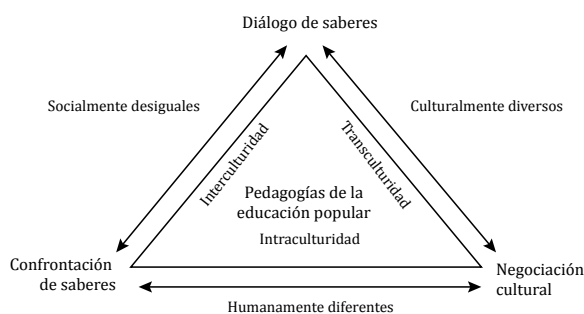 Diálogo de saberes
Socialmente desiguales
Culturalmente diversos
Interculturidad
Transculturidad
Pedagogías de la
educación popular
Intraculturidad
Confrontación
de saberes
Negociación
cultural
Humanamente diferentes